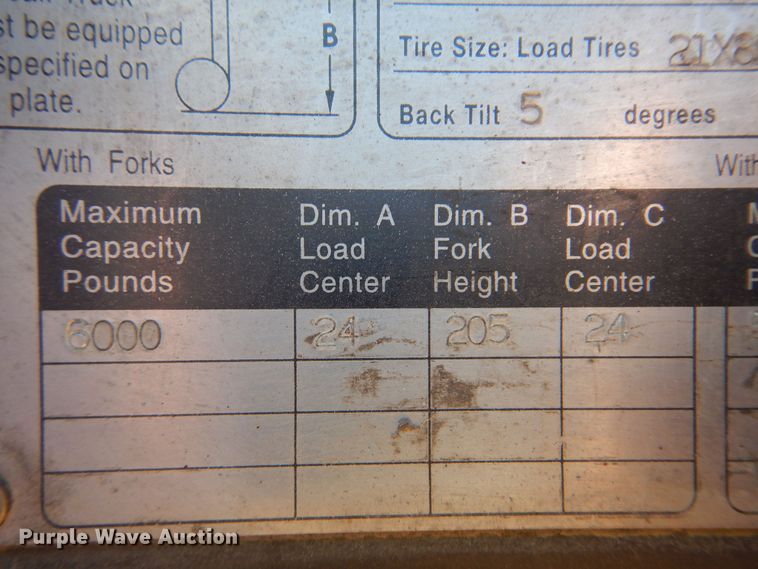 st be equipped
specified on
plate.
B
Tire Size: Load Tires 21X8
Back Tilt 5 degrees
With Forks
Maximum Capacity Pounds
Dim. A Load Center
Dim. B Fork Height
Dim. C Load Center
6000 24 205 24
Purple Wave Auction